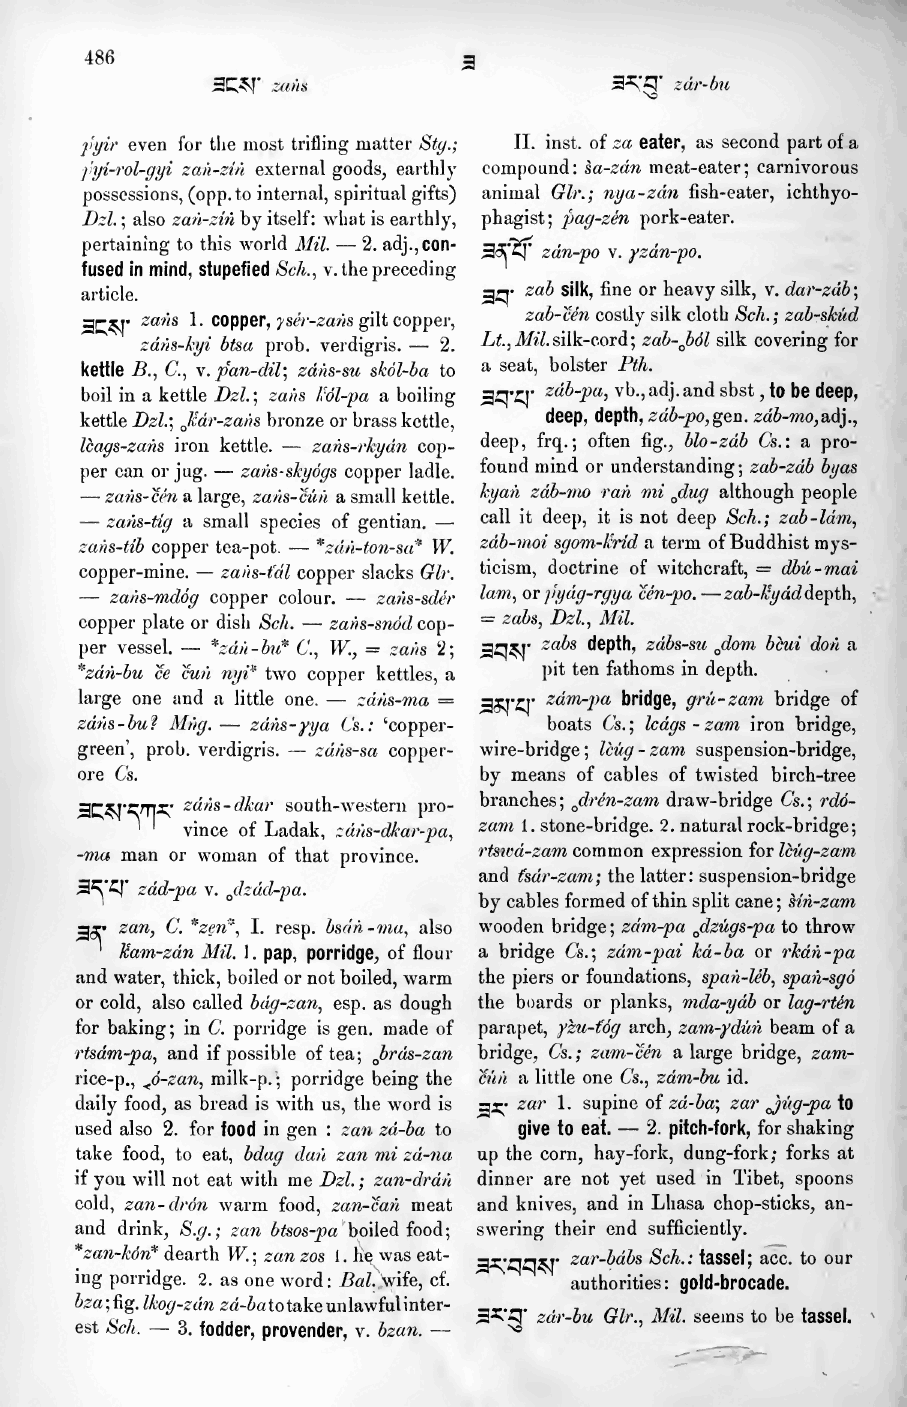 486
ཟ
ཟངས་ zaṅs
ཟར་བུ་ zár-bu
p̔yir even for the most trifling matter Stg.;
p̔yi-rol-gyi zaṅ-zíṅ external goods, earthly
possessions, (opp. to internal, spiritual gifts)
Dzl.; also zaṅ-ziṅ by itself: what is earthly,
pertaining to this world Mil. — 2. adj., con-
fused in mind, stupefied Sch., v. the preceding
article.
ཟངས་ zaṅs 1. copper, γsér-zaṅs gilt copper,
záṅs-kyi btsa prob. verdigris. — 2.
kettle B., C., v. p̔an-dil; záṅs-su skól-ba to
boil in a kettle Dzl.; zaṅs k̔ól-pa a boiling
kettle Dzl.; ₒk̔ár-zaṅs bronze or brass kettle,
lčags-zaṅs iron kettle. — zaṅs-rkyán cop-
per can or jug. — zaṅs-skyógs copper ladle.
— zaṅs-čén a large, zaṅs-čúṅ a small kettle.
— zaṅs-tíg a small species of gentian. —
zaṅs-tib copper tea-pot. — *záṅ-ton-sa* W.
copper-mine. — zaṅs-t̔ál copper slacks Glr.
— zaṅs-mdóg copper colour. — zaṅs-sdér
copper plate or dish Sch. — zaṅs-snód cop-
per vessel. — *záṅ-bu* C., W., = zaṅs 2;
*záṅ-bu če čuṅ nyi* two copper kettles, a
large one and a little one. — záṅs-ma =
záṅs-bu? Mṅg. — záṅs-γya Cs.: ‘copper-
green’, prob. verdigris. — záṅs-sa copper-
ore Cs.
ཟངས་དཀར་ záṅs-dkar south-western pro-
vince of Ladak, záṅs-dkar-pa,
-ma man or woman of that province.
ཟད་པ་ zád-pa v. ₒdzád-pa.
ཟན་ zan, C. *zẹn*, I. resp. bsáṅ-ma, also
k̔am-zán Mil. 1. pap, porridge, of flour
and water, thick, boiled or not boiled, warm
or cold, also called bág-zan, esp. as dough
for baking; in C. porridge is gen. made of
rtsám-pa, and if possible of tea; ₒbrás-zan
rice-p., ₒó-zan, milk-p.; porridge being the
daily food, as bread is with us, the word is
used also 2. for food in gen : zan zá-ba to
take food, to eat, bdag daṅ zan mi zá-na
if you will not eat with me Dzl.; zan-dráṅ
cold, zan-drón warm food, zan-čaṅ meat
and drink, S.g.; zan btsos-pa boiled food;
*zan-kón* dearth W.; zan zos 1. he was eat-
ing porridge. 2. as one word: Bal. wife, cf.
bza; fig. lkog-zán zá-ba to take unlawful inter-
est Sch. — 3. fodder, provender, v. bzan. —
II. inst. of za eater, as second part of a
compound: ša-zán meat-eater; carnivorous
animal Glr.; nya-zán fish-eater, ichthyo-
phagist; p̔ag-zén pork-eater.
ཟན་པོ་ zán-po v. γzán-po.
ཟབ་ zab silk, fine or heavy silk, v. dar-záb;
zab-čén costly silk cloth Sch.; zab-skúd
Lt., Mil. silk-cord; zab-ₒból silk covering for
a seat, bolster Pth.
ཟབ་པ་ záb-pa, vb., adj. and sbst, to be deep,
deep, depth, záb-po, gen. záb-mo, adj.,
deep, frq.; often fig., blo-záb Cs.: a pro-
found mind or understanding; zab-záb byas
kyaṅ záb-mo raṅ mi ₒdug although people
call it deep, it is not deep Sch.; zab-lám,
záb-moi sgom-k̔rid a term of Buddhist mys-
ticism, doctrine of witchcraft, = dbú-mai
lam, or p̔yág-rgya čén-po. — zab-k̔yád depth,
= zabs, Dzl., Mil.
ཟབས་ zabs depth, zábs-su ₒdom bčui doṅ a
pit ten fathoms in depth.
ཟམ་པ་ zám-pa bridge, grú-zam bridge of
boats Cs.; lčágs-zam iron bridge,
wire-bridge; lčúg-zam suspension-bridge,
by means of cables of twisted birch-tree
branches; ₒdrén-zam draw-bridge Cs.; rdó-
zam 1. stone-bridge. 2. natural rock-bridge;
rtswá-zam common expression for lčúg-zam
and t̔sár-zam; the latter: suspension-bridge
by cables formed of thin split cane; šíṅ-zam
wooden bridge; zám-pa ₒdzúgs-pa to throw
a bridge Cs.; zám-pai ká-ba or rkáṅ-pa
the piers or foundations, spaṅ-léb, spaṅ-sgó
the boards or planks, mda-yáb or lag-rtén
parapet, γžu-t̔óg arch, zam-γdúṅ beam of a
bridge, Cs.; zam-čén a large bridge, zam-
čúṅ a little one Cs., zám-bu id.
ཟར་ zar 1. supine of zá-ba; zar ₒǰúg-pa to
give to eat. — 2. pitch-fork, for shaking
up the corn, hay-fork, dung-fork; forks at
dinner are not yet used in Tibet, spoons
and knives, and in Lhasa chop-sticks, an-
swering their end sufficiently.
ཟར་བབས་ zar-bábs Sch.: tassel; acc. to our
authorities: gold-brocade.
ཟར་བུ་ zár-bu Glr., Mil. seems to be tassel.